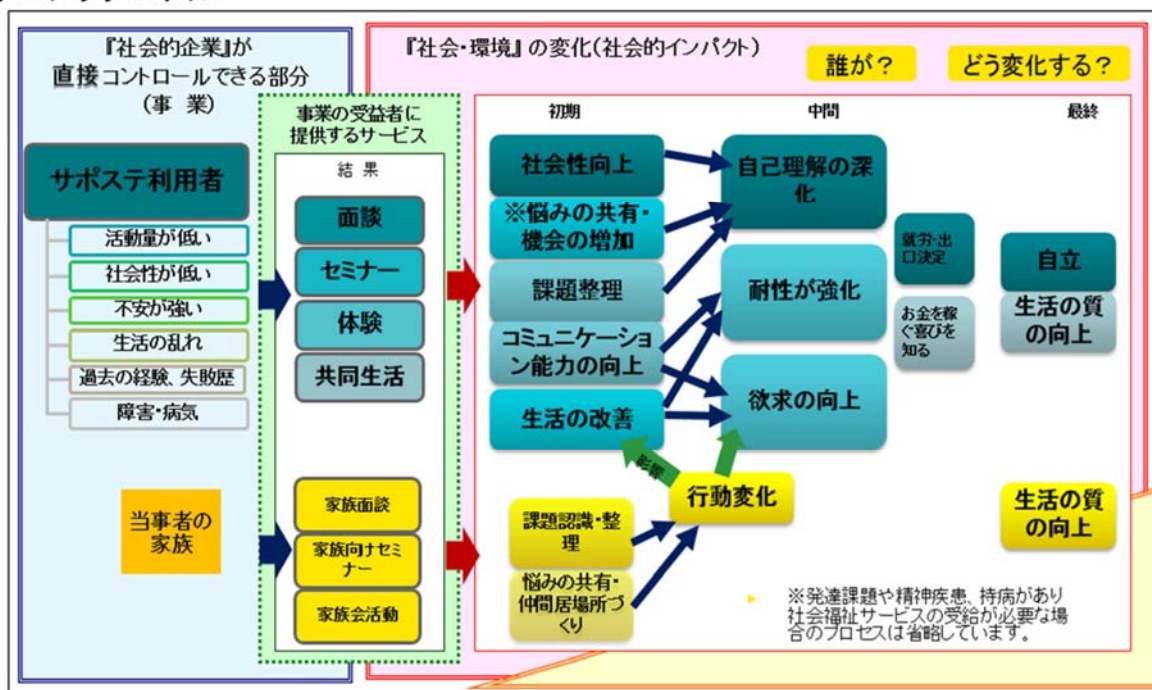 『社会的企業』が
直接コントロールできる部分
（事　業）
『社会・環境』の変化（社会的インパクト）
誰が？
どう変化する？
事業の受益者に
提供するサービス
結　果
初期
中間
最終
サポステ利用者
活動量が低い
社会性が低い
不安が強い
生活の乱れ
過去の経験、失敗歴
障害・病気
面談
セミナー
体験
共同生活
社会性向上
※悩みの共有・
機会の増加
課題整理
コミュニケーショ
ン能力の向上
生活の改善
自己理解の深
化
耐性が強化
欲求の向上
就労・出
口決定
お金を稼
ぐ喜びを
知る
自立
生活の質
の向上
影響
行動変化
当事者の
家族
家族面談
家族向けセミ
ナー
家族会活動
課題認識・整
理
悩みの共有・
仲間居場所づ
くり
生活の質
の向上
※発達課題や精神疾患、持病があり
社会福祉サービスの受給が必要な場
合のプロセスは省略しています。